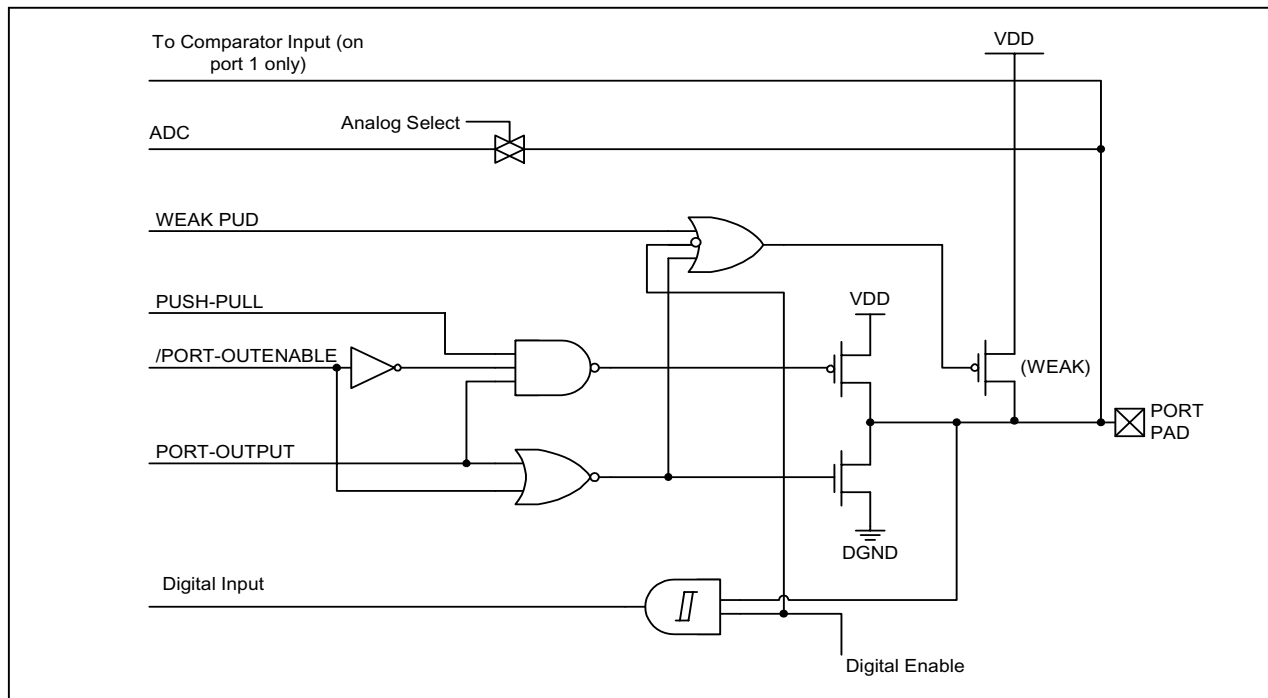 To Comparator Input (on
port 1 only)
VDD
Analog Select
ADC
WEAK PUD
PUSH-PULL
VDD
/PORT-OUTENABLE
(WEAK)
PORT
PAD
PORT-OUTPUT
DGND
Digital Input
Digital Enable